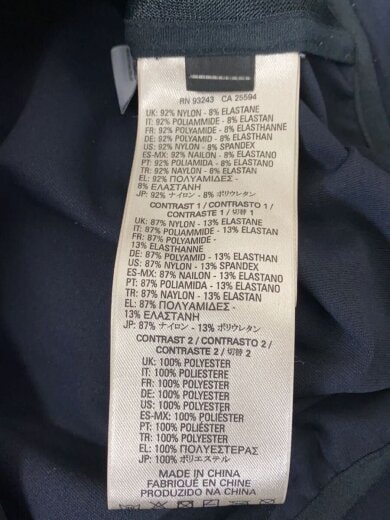 RN 93243 CA 25594
UK: 92% NYLON - 8% ELASTANE
IT: 92% POLIAMMIDE - 8% ELASTAN
FR: 92% POLYAMIDE - 8% ELASTHANNE
DE: 92% POLYAMID - 8% ELASTAN
US: 92% NYLON - 8% SPANDEX
ES-MX: 92% NAILON - 8% ELASTANO
PT: 92% POLIAMIDA - 8% ELASTANO
TR: 92% NAYLON - 8% ELASTAN
EL: 92% ΠΟΛΥΑΜΙΔΕΣ -
8% ΕΛΑΣΤΑΝΗ
JP: 92% ナイロン - 8% ポリウレタン
CONTRAST 1 / CONTRASTO 1 /
CONTRASTE 1 / 切替 1
UK: 87% NYLON - 13% ELASTANE
IT: 87% POLIAMMIDE - 13% ELASTAN
FR: 87% POLYAMIDE -
13% ELASTHANNE
DE: 87% POLYAMID - 13% ELASTAN
US: 87% NYLON - 13% SPANDEX
ES-MX: 87% NAILON - 13% ELASTANO
PT: 87% POLIAMIDA - 13% ELASTANO
TR: 87% NAYLON - 13% ELASTAN
EL: 87% ΠΟΛΥΑΜΙΔΕΣ -
13% ΕΛΑΣΤΑΝΗ
JP: 87% ナイロン - 13% ポリウレタン
CONTRAST 2 / CONTRASTO 2 /
CONTRASTE 2 / 切替 2
UK: 100% POLYESTER
IT: 100% POLIESTERE
FR: 100% POLYESTER
DE: 100% POLYESTER
US: 100% POLYESTER
ES-MX: 100% POLIÉSTER
PT: 100% POLIÉSTER
TR: 100% POLYESTER
EL: 100% ΠΟΛΥΕΣΤΕΡΑΣ
JP: 100% ポリエステル
MADE IN CHINA
FABRIQUÉ EN CHINE
PRODUZIDO NA CHINA